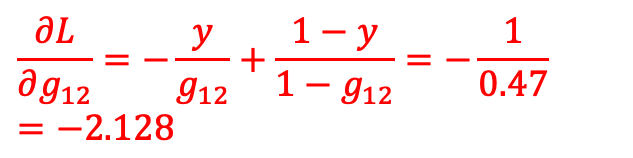 ∂L/∂g₁₂ = −y/g₁₂ + (1 − y)/(1 − g₁₂) = −1/0.47
= −2.128